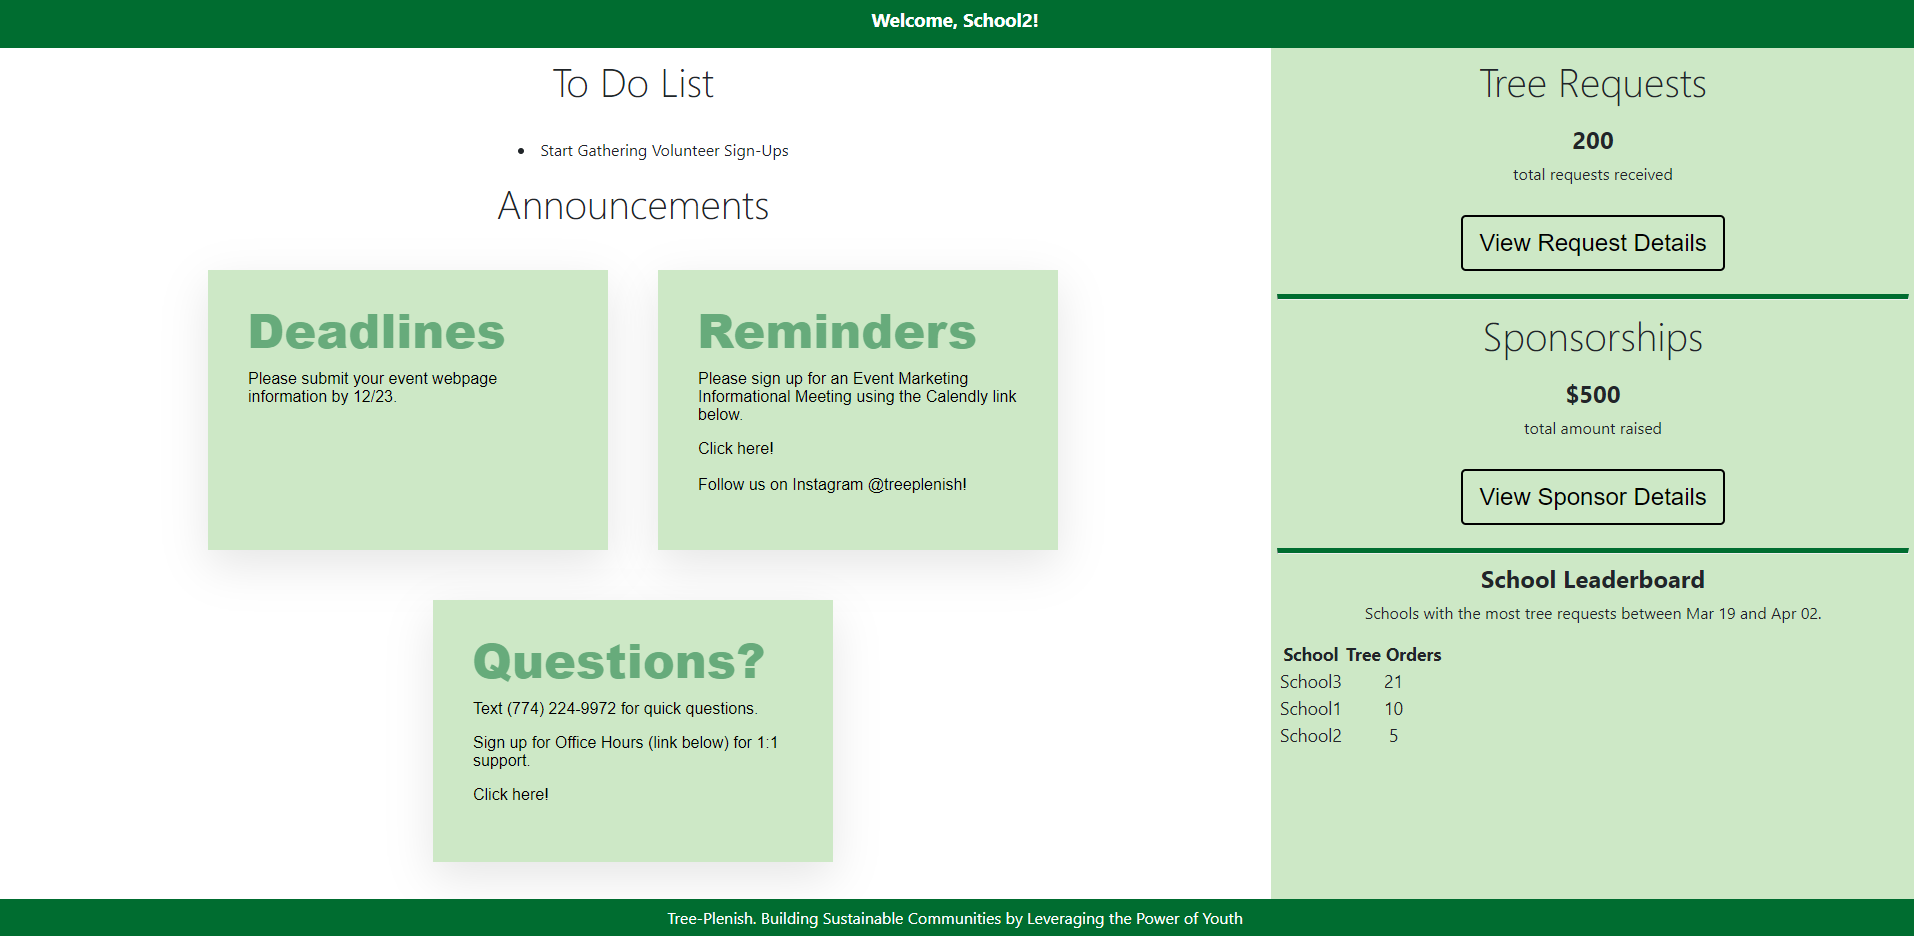 Welcome, School2!
To Do List
Start Gathering Volunteer Sign-Ups
Announcements
Deadlines
Please submit your event webpage
information by 12/23.
Reminders
Please sign up for an Event Marketing
Informational Meeting using the Calendly link
below.
Click here!
Follow us on Instagram @treeplenish!
Questions?
Text (774) 224-9972 for quick questions.
Sign up for Office Hours (link below) for 1:1
support.
Click here!
Tree Requests
200
total requests received
View Request Details
Sponsorships
$500
total amount raised
View Sponsor Details
School Leaderboard
Schools with the most tree requests between Mar 19 and Apr 02.
School Tree Orders
School3 21
School1 10
School2 5
Tree-Plenish. Building Sustainable Communities by Leveraging the Power of Youth